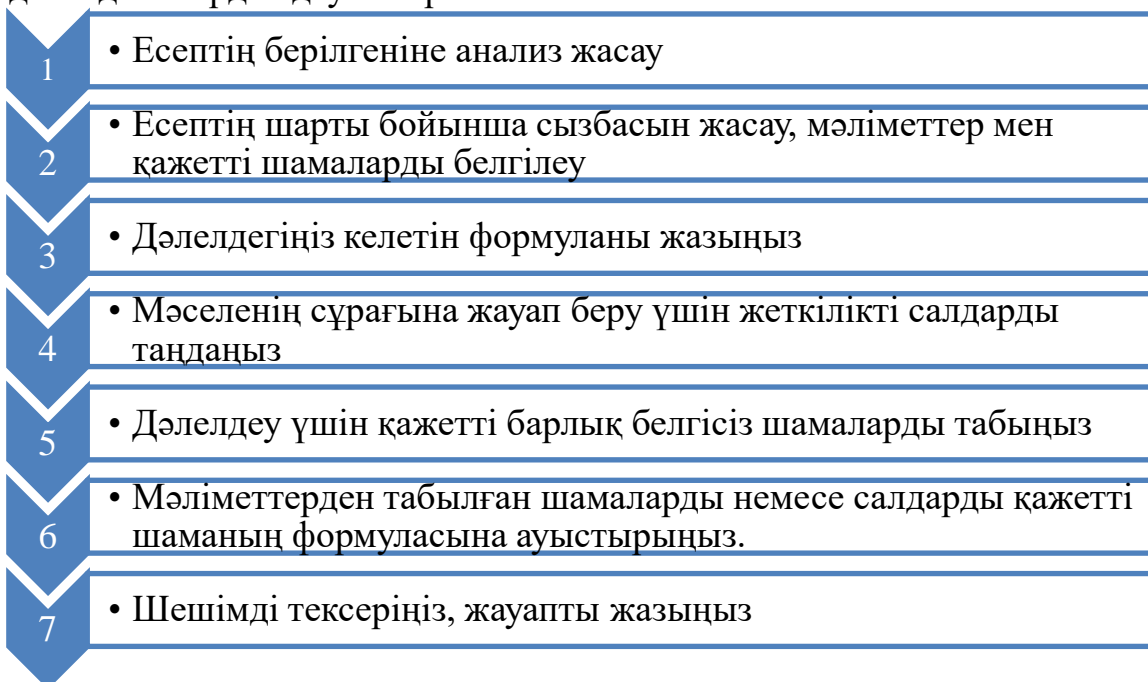 1
• Есептің берілгеніне анализ жасау
2
• Есептің шарты бойынша сызбасын жасау, мәліметтер мен
қажетті шамаларды белгілеу
3
• Дәлелдегіңіз келетін формуланы жазыңыз
4
• Мәселенің сұрағына жауап беру үшін жеткілікті салдарды
таңдаңыз
5
• Дәлелдеу үшін қажетті барлық белгісіз шамаларды табыңыз
6
• Мәліметтерден табылған шамаларды немесе салдарды қажетті
шаманың формуласына ауыстырыңыз.
7
• Шешімді тексеріңіз, жауапты жазыңыз